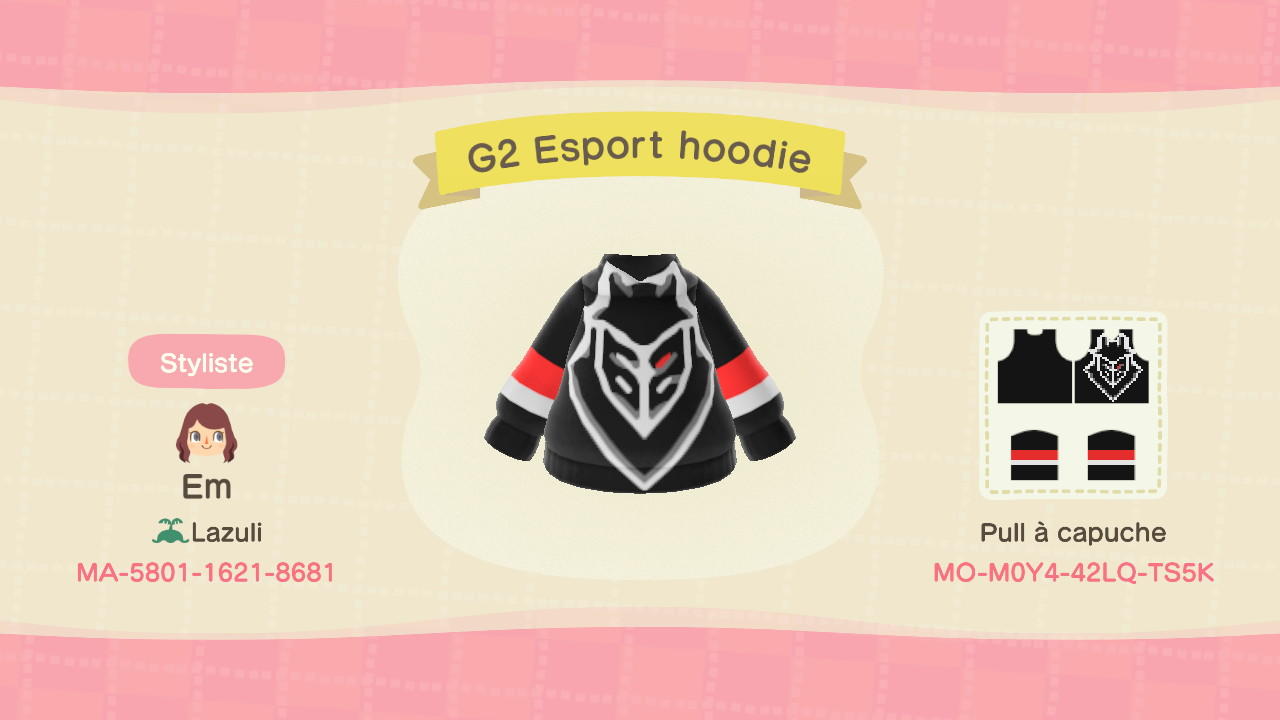 G2 Esport hoodie
Styliste
Em
Lazuli
MA-5801-1621-8681
Pull à capuche
MO-M0Y4-42LQ-TS5K